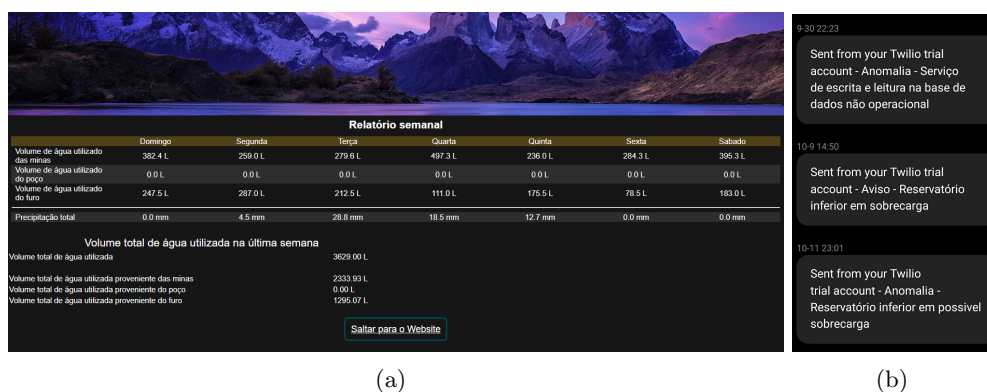 Relatório semanal
Domingo Segunda Terça Quarta Quinta Sexta Sabado
Volume de água utilizado
das minas
382.4 L 259.0 L 279.6 L 497.3 L 236.0 L 284.3 L 395.3 L
Volume de água utilizado
do poço
0.0 L 0.0 L 0.0 L 0.0 L 0.0 L 0.0 L 0.0 L
Volume de água utilizado
do furo
247.5 L 287.0 L 212.5 L 111.0 L 175.5 L 78.5 L 183.0 L
Precipitação total 0.0 mm 4.5 mm 28.8 mm 18.5 mm 12.7 mm 0.0 mm 0.0 mm
Volume total de água utilizada na última semana
Volume total de água utilizada 3629.00 L
Volume total de água utilizada proveniente das minas 2333.93 L
Volume total de água utilizada proveniente do poço 0.00 L
Volume total de água utilizada proveniente do furo 1295.07 L
Saltar para o Website
(a)
9-30 22:23
Sent from your Twilio trial
account - Anomalia - Serviço
de escrita e leitura na base de
dados não operacional
10-9 14:50
Sent from your Twilio trial
account - Aviso - Reservatório
inferior em sobrecarga
10-11 23:01
Sent from your Twilio
trial account - Anomalia -
Reservatório inferior em possivel
sobrecarga
(b)